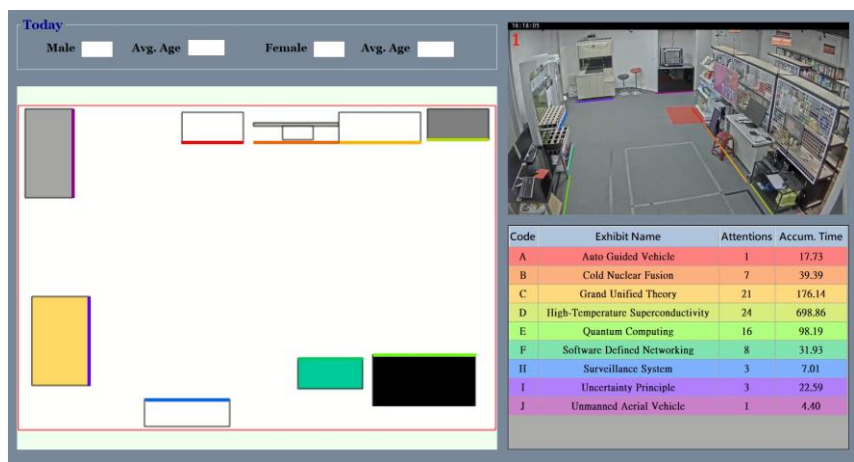 Today
Male Avg. Age Female Avg. Age
16:18:05
1
Code Exhibit Name Attentions Accum. Time
A Auto Guided Vehicle 1 17.73
B Cold Nuclear Fusion 7 39.39
C Grand Unified Theory 21 176.14
D High-Temperature Superconductivity 24 698.86
E Quantum Computing 16 98.19
F Software Defined Networking 8 31.93
H Surveillance System 3 7.01
I Uncertainty Principle 3 22.59
J Unmanned Aerial Vehicle 1 4.40